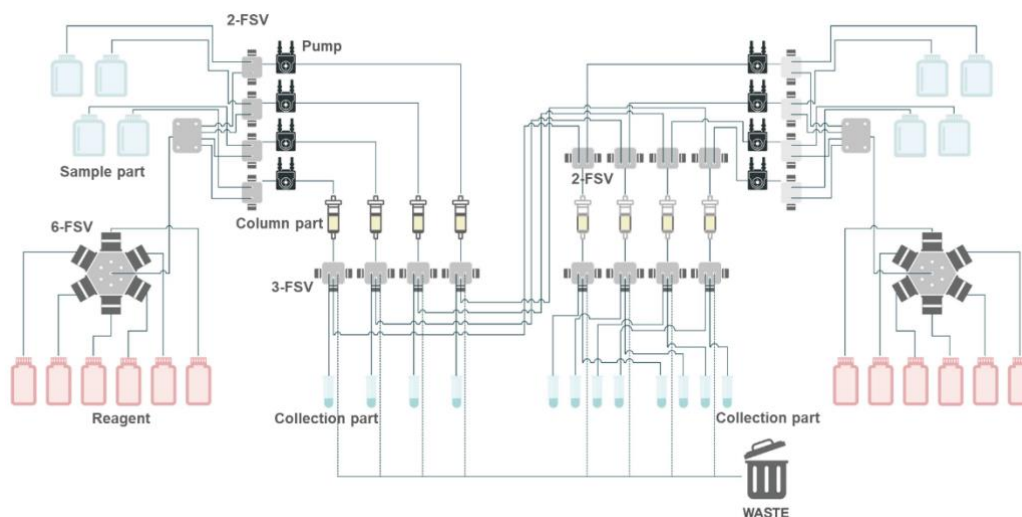 2-FSV
Pump
Sample part
2-FSV
Column part
6-FSV
3-FSV
Reagent
Collection part
Collection part
WASTE